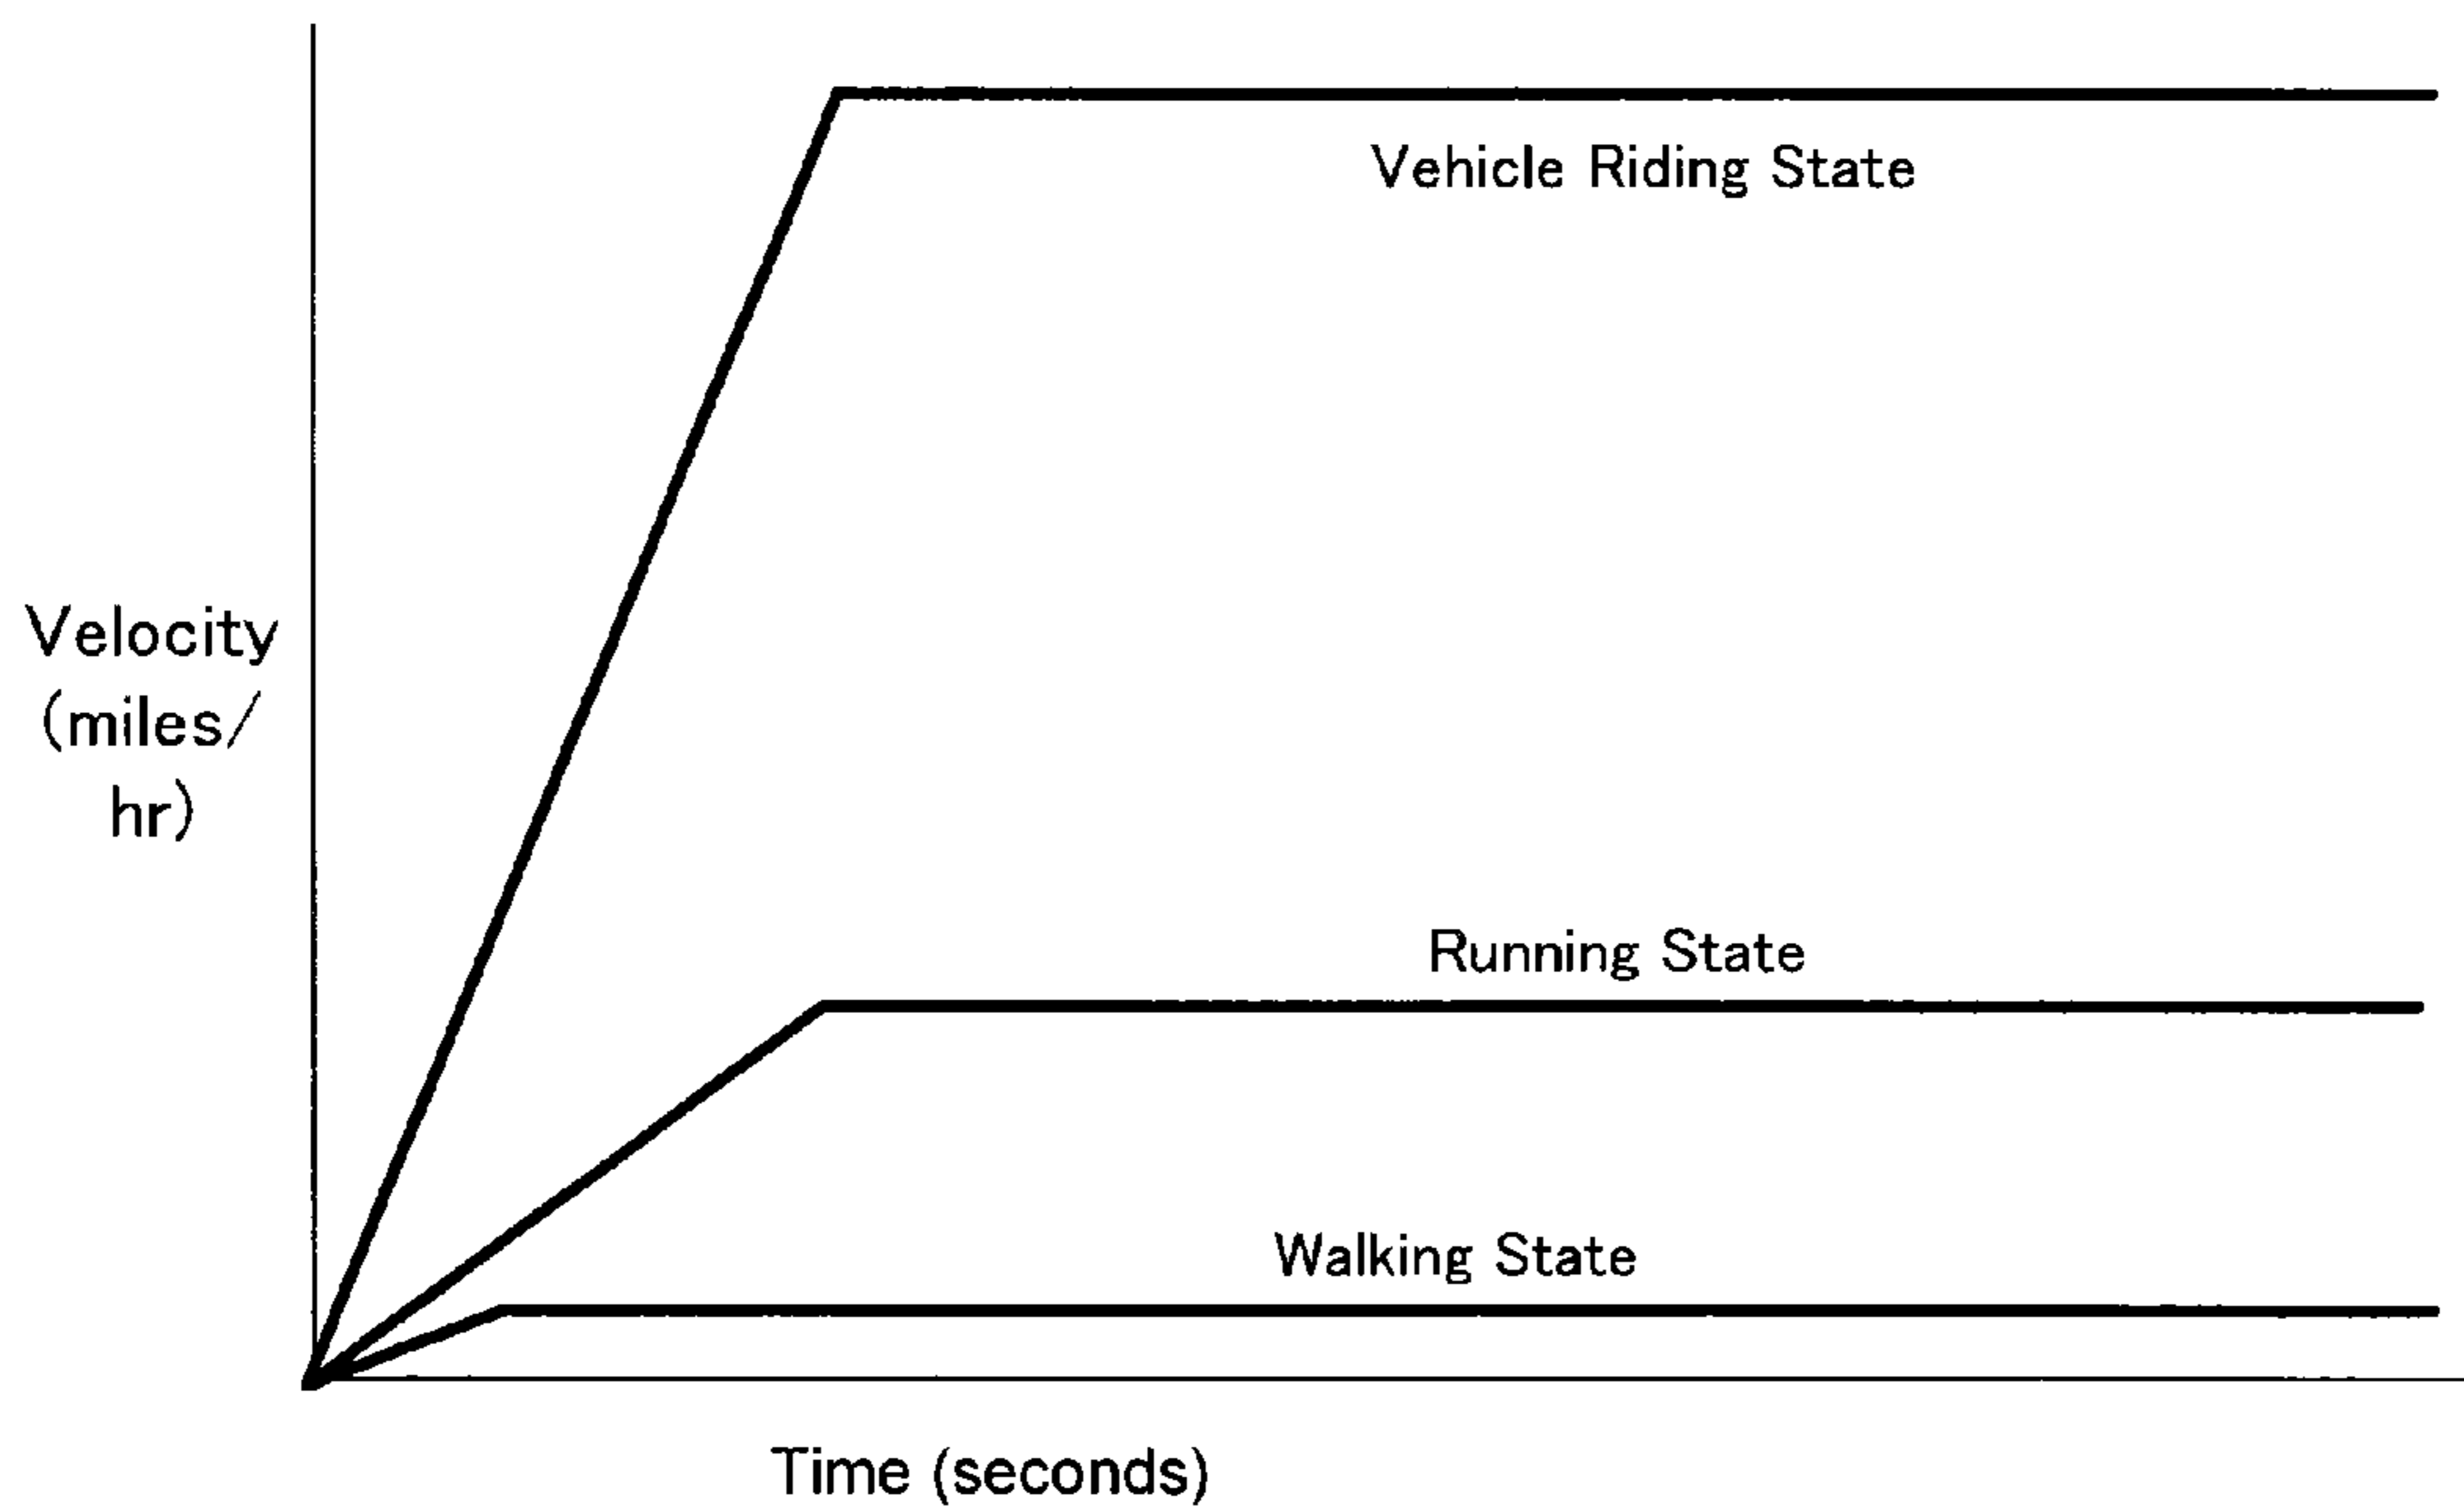 Vehicle Riding State
Velocity
(miles/
hr)
Running State
Walking State
Time (seconds)